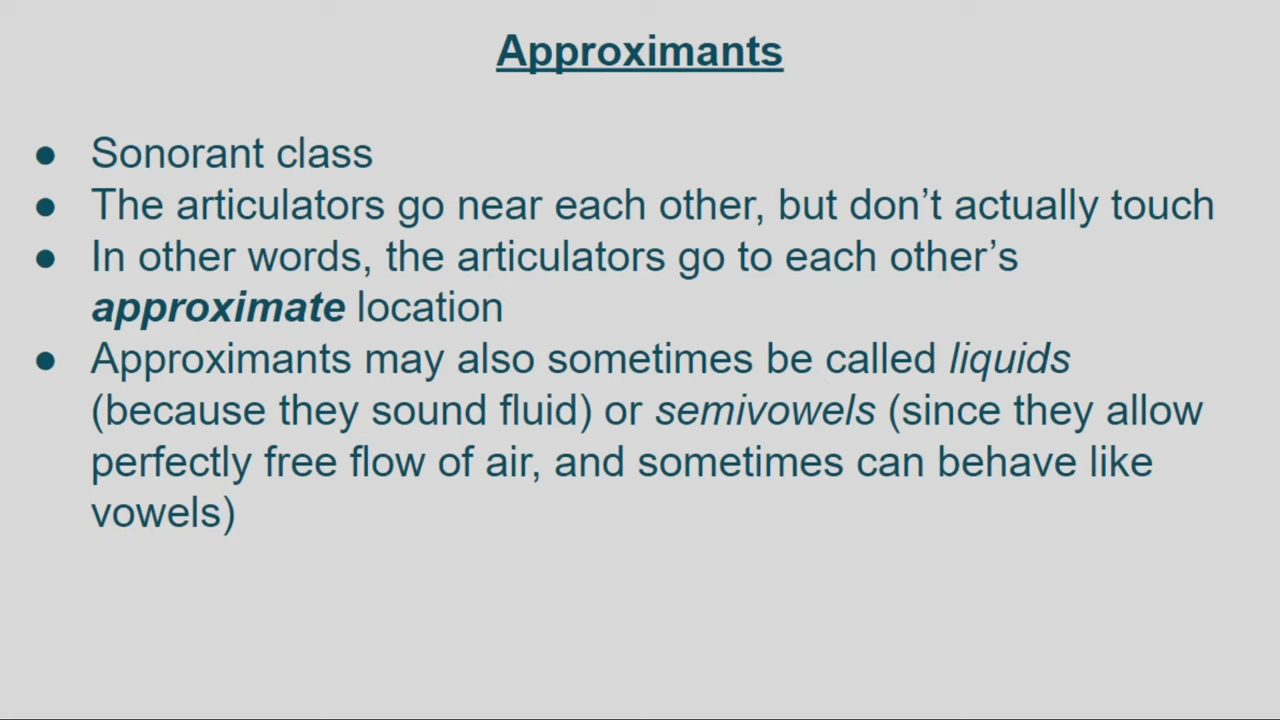 Approximants
● Sonorant class
● The articulators go near each other, but don’t actually touch
● In other words, the articulators go to each other’s
approximate location
● Approximants may also sometimes be called liquids
(because they sound fluid) or semivowels (since they allow
perfectly free flow of air, and sometimes can behave like
vowels)